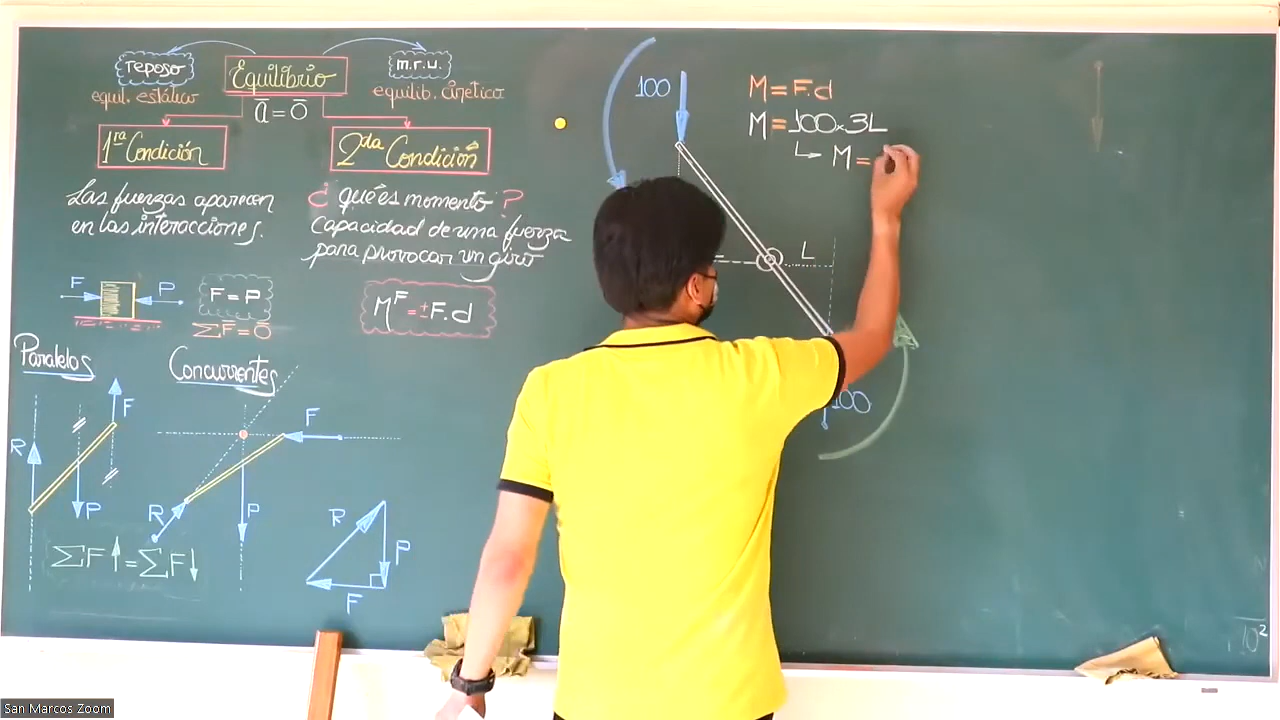 reposo
Equilibrio
m.r.u.
equil. estático
a = 0
equilib. cinético
1ra Condición
2da Condición
Las fuerzas aparecen
en las interacciones.
¿ qué es momento ?
Capacidad de una fuerza
para provocar un giro
F
P
F = P
ΣF = 0
M^F = ±F.d
Paralelos
Concurrentes
F
R
P
ΣF↑ = ΣF↓
F
R
P
R
P
F
100
M = F.d
M = 100 × 3L
↳ M =
L
100
10²
San Marcos Zoom